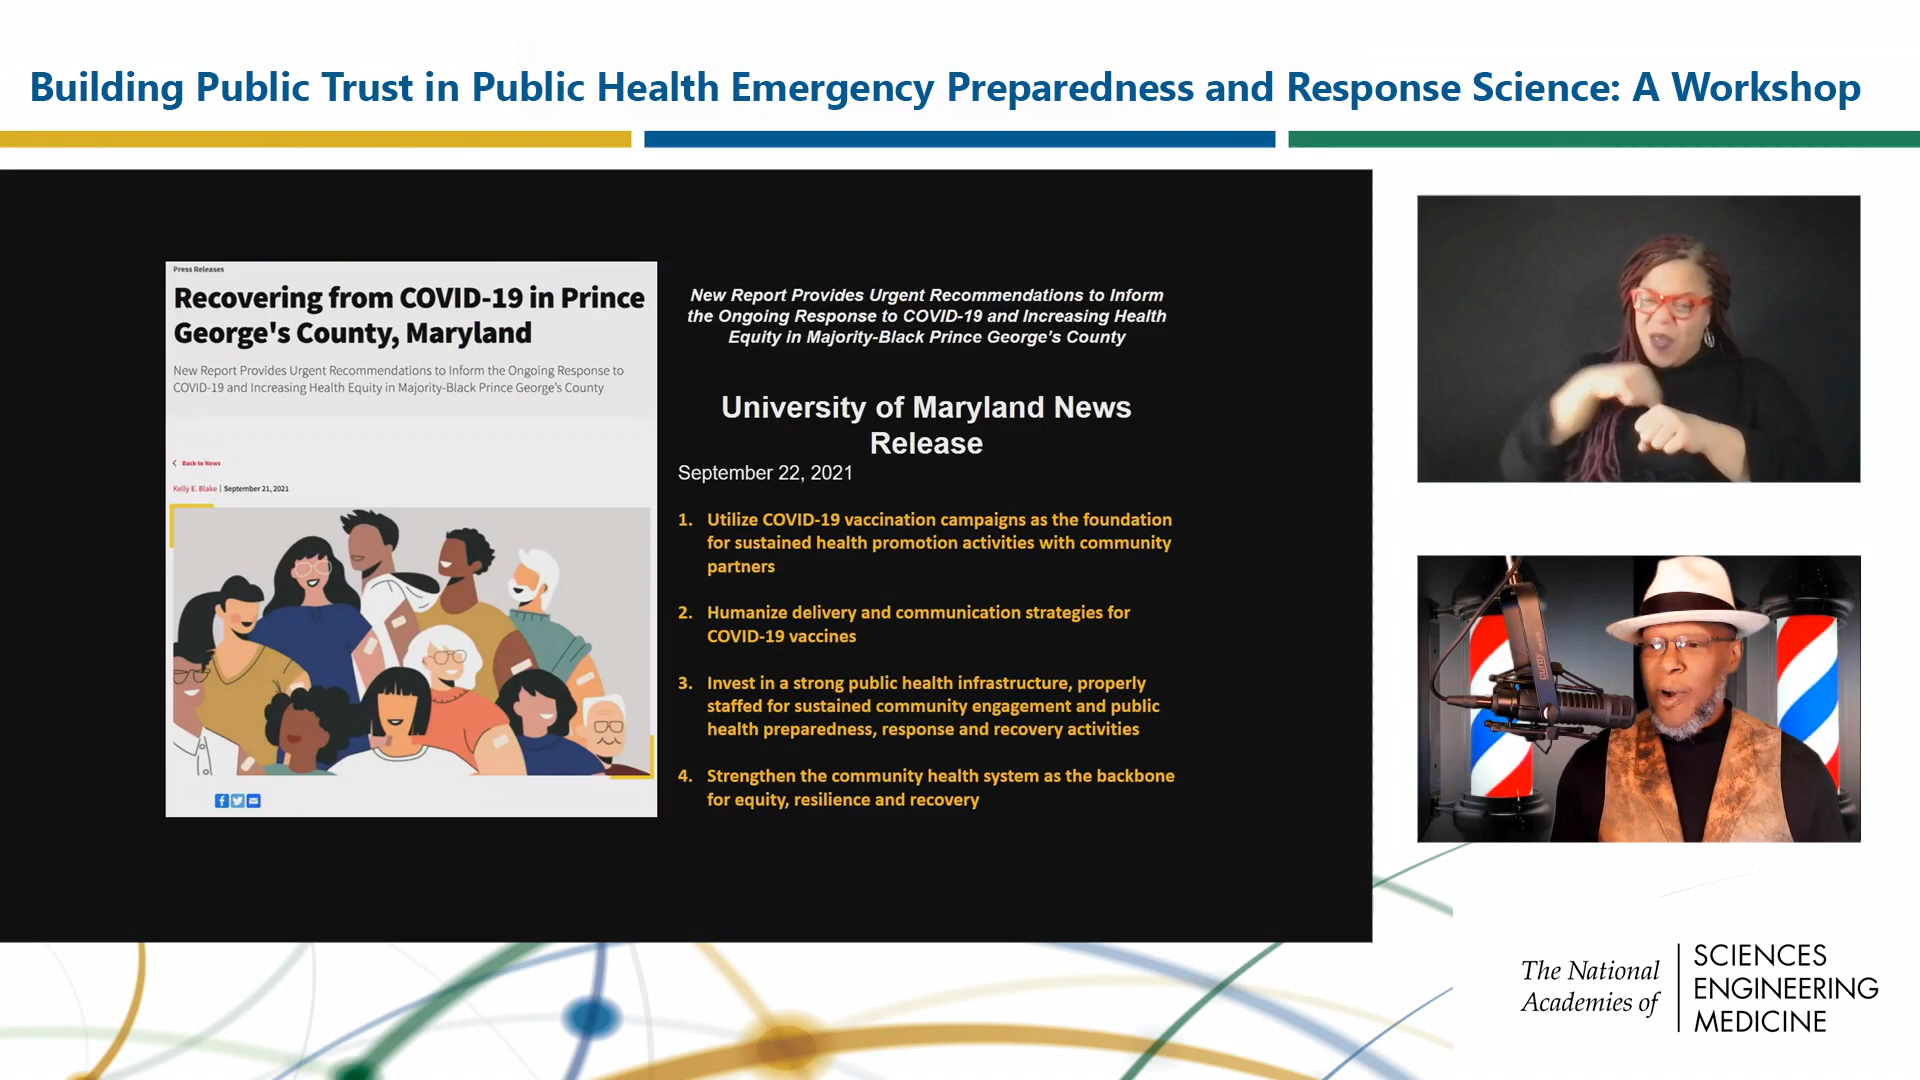 Building Public Trust in Public Health Emergency Preparedness and Response Science: A Workshop
Press Releases
Recovering from COVID-19 in Prince
George's County, Maryland
New Report Provides Urgent Recommendations to Inform the Ongoing Response to
COVID-19 and Increasing Health Equity in Majority-Black Prince George's County
Back to News
Kelly E. Blake | September 21, 2021
New Report Provides Urgent Recommendations to Inform
the Ongoing Response to COVID-19 and Increasing Health
Equity in Majority-Black Prince George's County
University of Maryland News
Release
September 22, 2021
1. Utilize COVID-19 vaccination campaigns as the foundation
for sustained health promotion activities with community
partners
2. Humanize delivery and communication strategies for
COVID-19 vaccines
3. Invest in a strong public health infrastructure, properly
staffed for sustained community engagement and public
health preparedness, response and recovery activities
4. Strengthen the community health system as the backbone
for equity, resilience and recovery
The National
Academies of
SCIENCES
ENGINEERING
MEDICINE